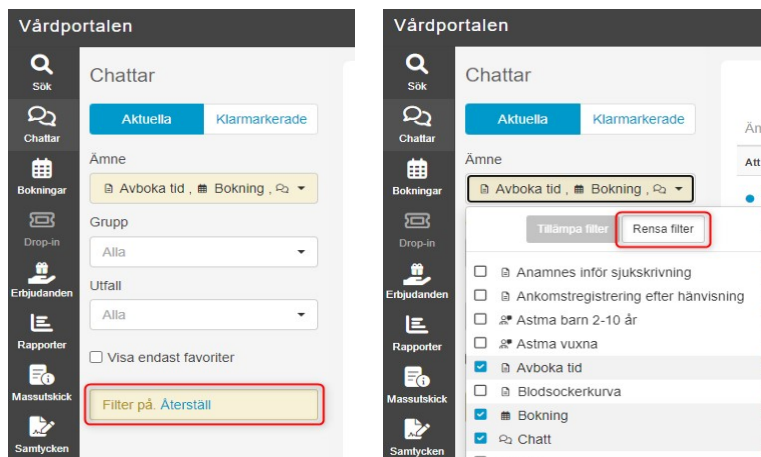 Vårdportalen
Sök
Chattar
Bokningar
Drop-in
Erbjudanden
Rapporter
Massutskick
Samtycken
Chattar
Aktuella Klarmarkerade
Ämne
Avboka tid , Bokning ,
Grupp
Alla
Utfall
Alla
Visa endast favoriter
Filter på. Återställ
Vårdportalen
Sök
Chattar
Bokningar
Drop-in
Erbjudanden
Rapporter
Massutskick
Samtycken
Chattar
Aktuella Klarmarkerade
Ämne
Avboka tid , Bokning ,
Tillämpa filter Rensa filter
Anamnes inför sjukskrivning
Ankomstregistrering efter hänvisning
Astma barn 2-10 år
Astma vuxna
Avboka tid
Blodsockerkurva
Bokning
Chatt
Att